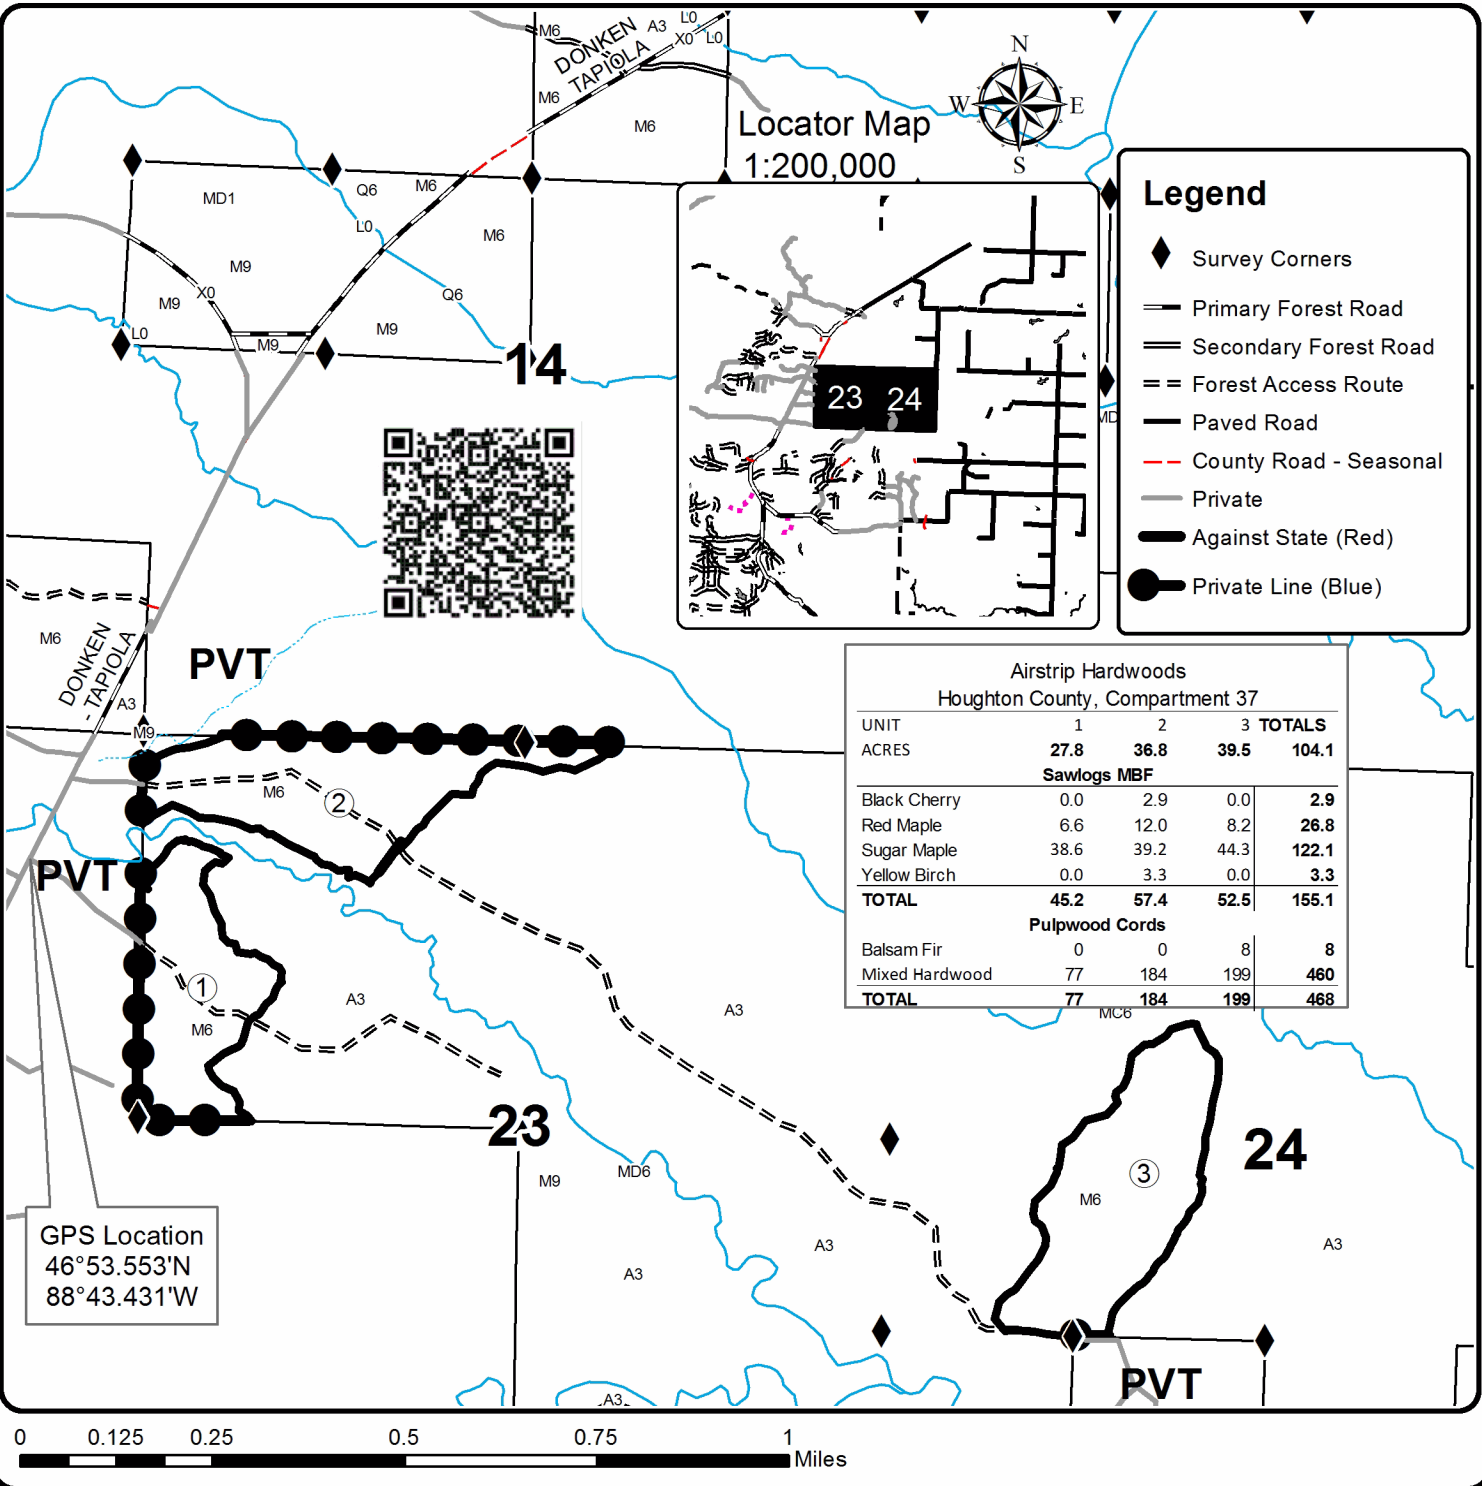 M6
DONKEN
TAPIOLA
A3
L0
X0
L0
M6
M6
N
W
E
S
Locator Map
1:200,000
MD1
Q6
M6
L0
M6
M9
X0
M9
Q6
L0
M9
M9
14
23 24
MD
Legend
Survey Corners
Primary Forest Road
Secondary Forest Road
Forest Access Route
Paved Road
County Road - Seasonal
Private
Against State (Red)
Private Line (Blue)
M6
DONKEN
- TAPIOLA
A3
M9
PVT
Airstrip Hardwoods
Houghton County, Compartment 37
UNIT 1 2 3 TOTALS
ACRES 27.8 36.8 39.5 104.1
Sawlogs MBF
Black Cherry 0.0 2.9 0.0 2.9
Red Maple 6.6 12.0 8.2 26.8
Sugar Maple 38.6 39.2 44.3 122.1
Yellow Birch 0.0 3.3 0.0 3.3
TOTAL 45.2 57.4 52.5 155.1
Pulpwood Cords
Balsam Fir 0 0 8 8
Mixed Hardwood 77 184 199 460
TOTAL 77 184 199 468
M6
2
PVT
1
M6
A3
A3
MC6
23
24
M9
MD6
3
M6
A3
A3
A3
GPS Location
46°53.553'N
88°43.431'W
PVT
A3
0 0.125 0.25 0.5 0.75 1
Miles